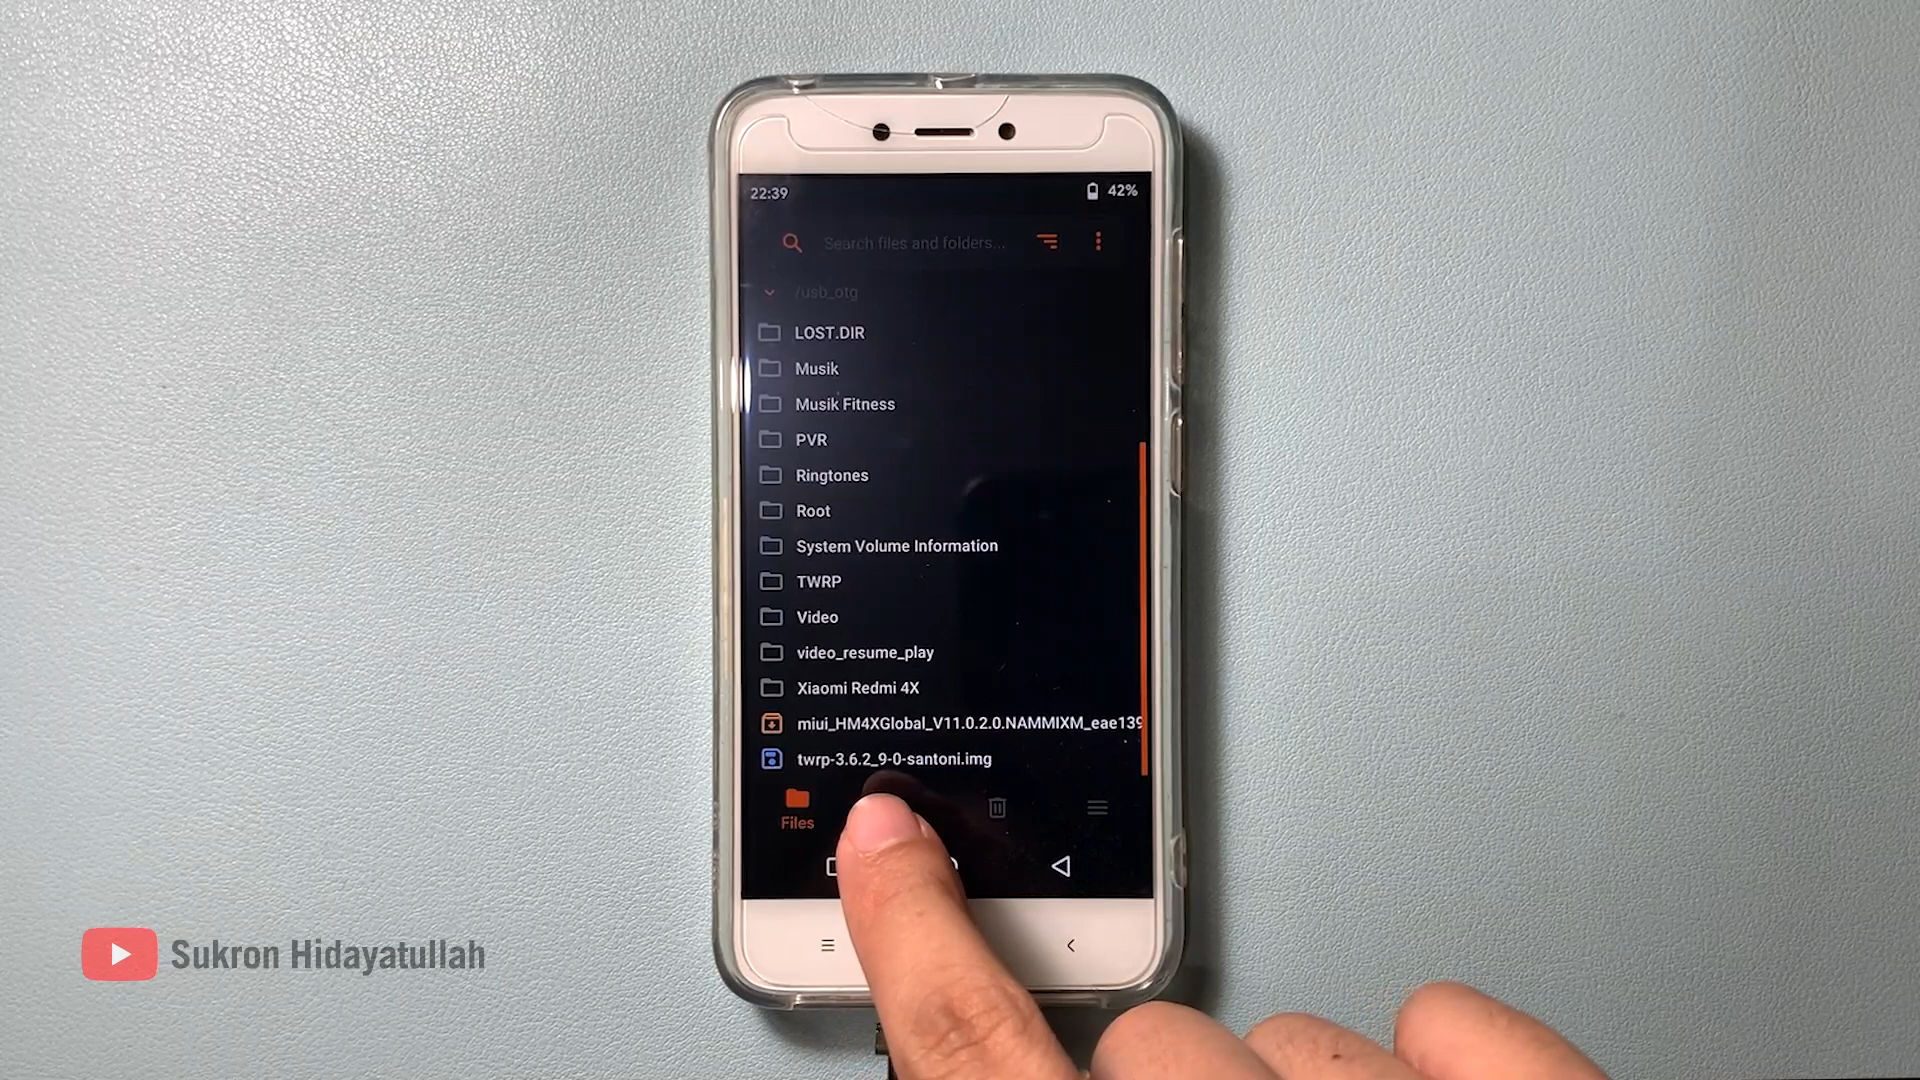 22:39
42%
Search files and folders...
/usb_otg
LOST.DIR
Musik
Musik Fitness
PVR
Ringtones
Root
System Volume Information
TWRP
Video
video_resume_play
Xiaomi Redmi 4X
miui_HM4XGlobal_V11.0.2.0.NAMMIXM_eae139
twrp-3.6.2_9-0-santoni.img
Files
Sukron Hidayatullah